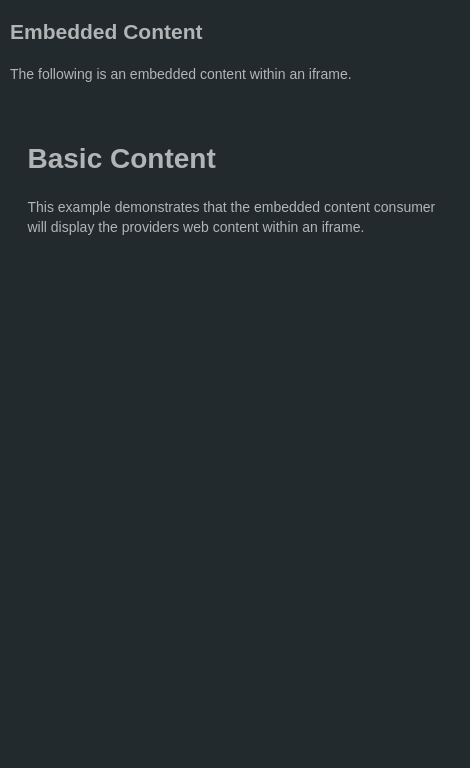 Embedded Content
The following is an embedded content within an iframe.
Basic Content
This example demonstrates that the embedded content consumer
will display the providers web content within an iframe.